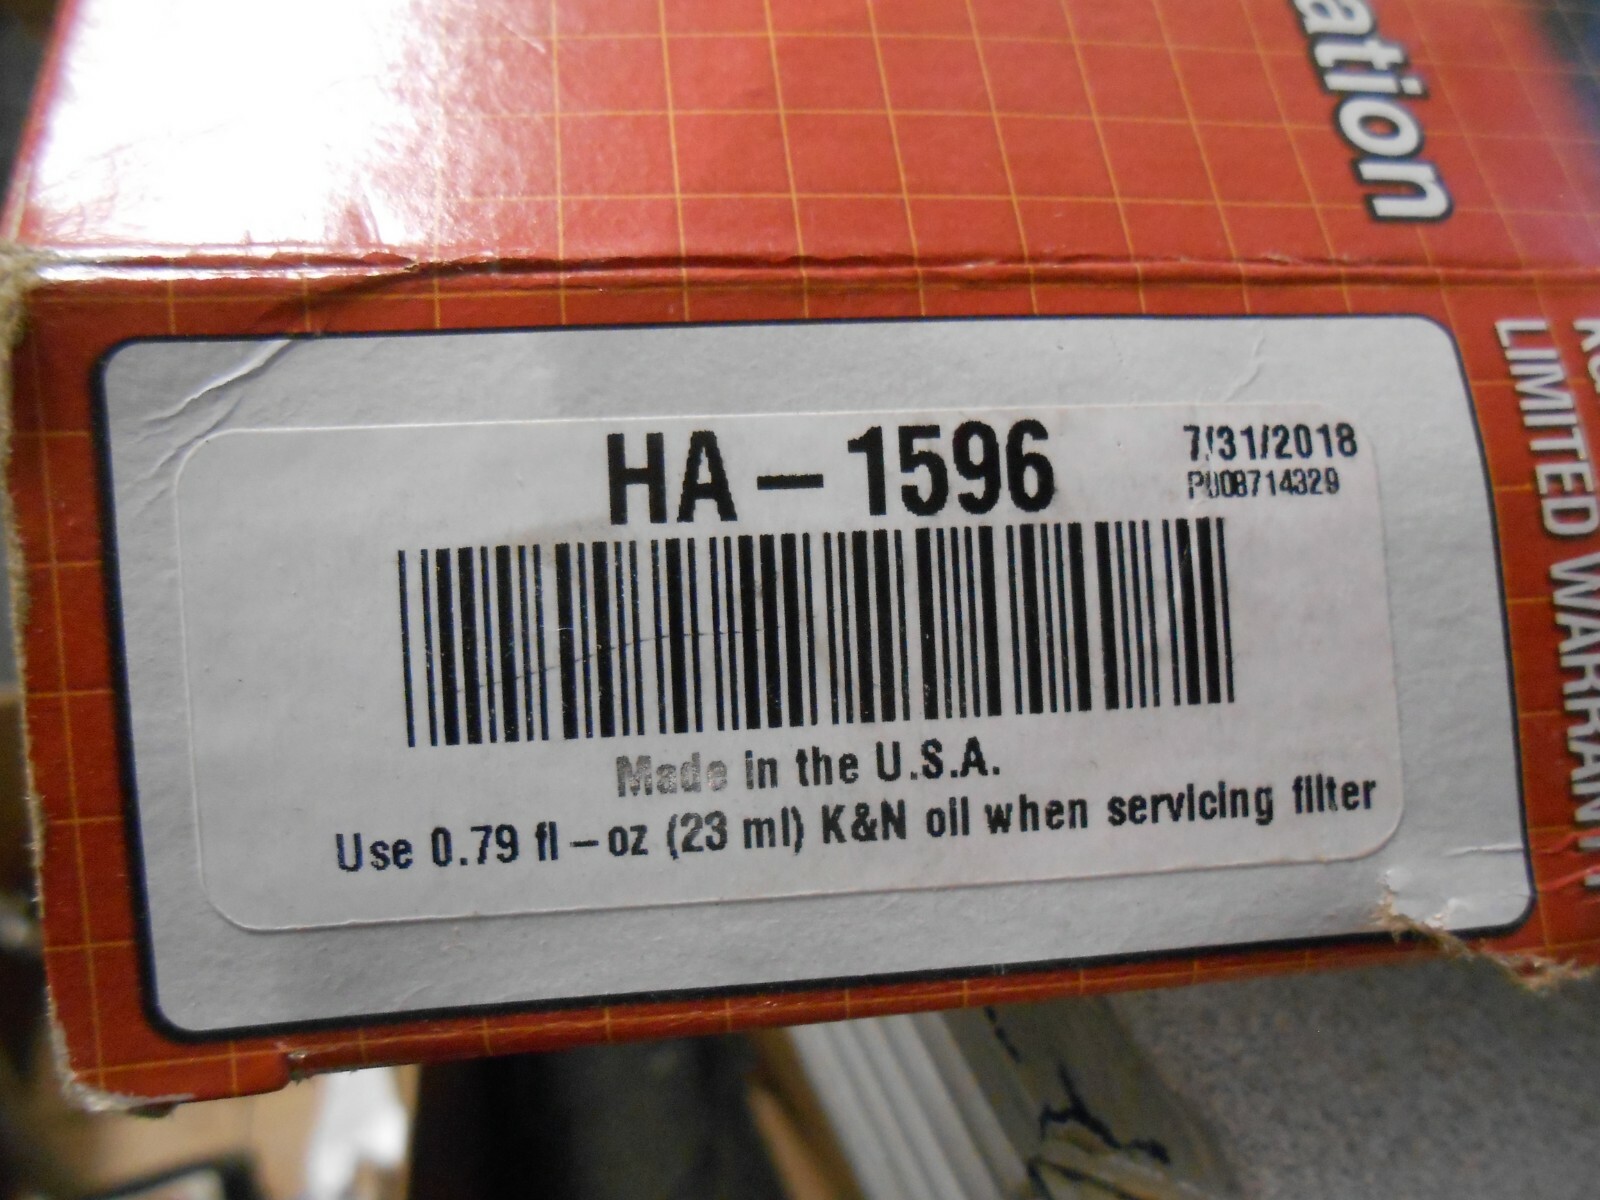 ation
HA-1596
7/31/2018
PU08714329
Made in the U.S.A.
Use 0.79 fl-oz (23 ml) K&N oil when servicing filter
LIMITED WARRANTY